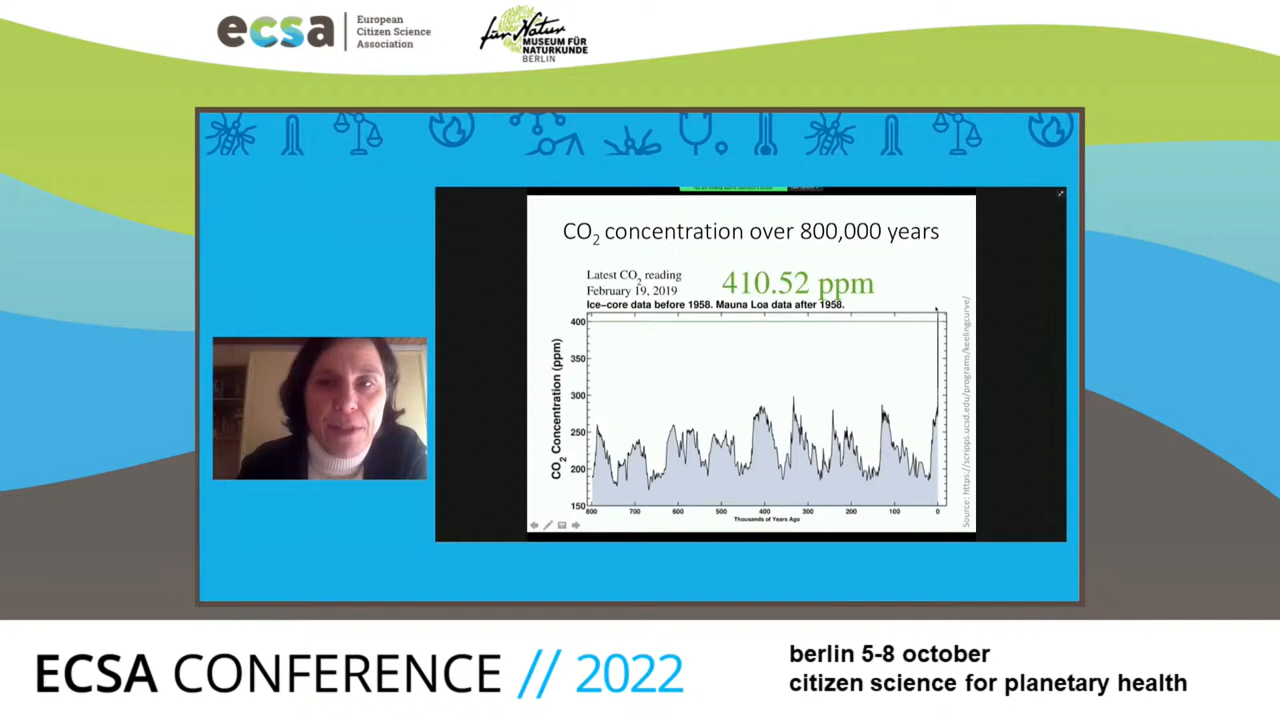 ecsa
European
Citizen Science
Association
für Natur
MUSEUM FÜR
NATURKUNDE
BERLIN
CO2 concentration over 800,000 years
Latest CO2 reading
February 19, 2019
410.52 ppm
Ice-core data before 1958. Mauna Loa data after 1958.
CO2 Concentration (ppm)
400
350
300
250
200
150
800
700
600
500
400
300
200
100
0
Thousands of Years Ago
Source: https://scripps.ucsd.edu/programs/keelingcurve/
ECSA CONFERENCE // 2022
berlin 5-8 october
citizen science for planetary health